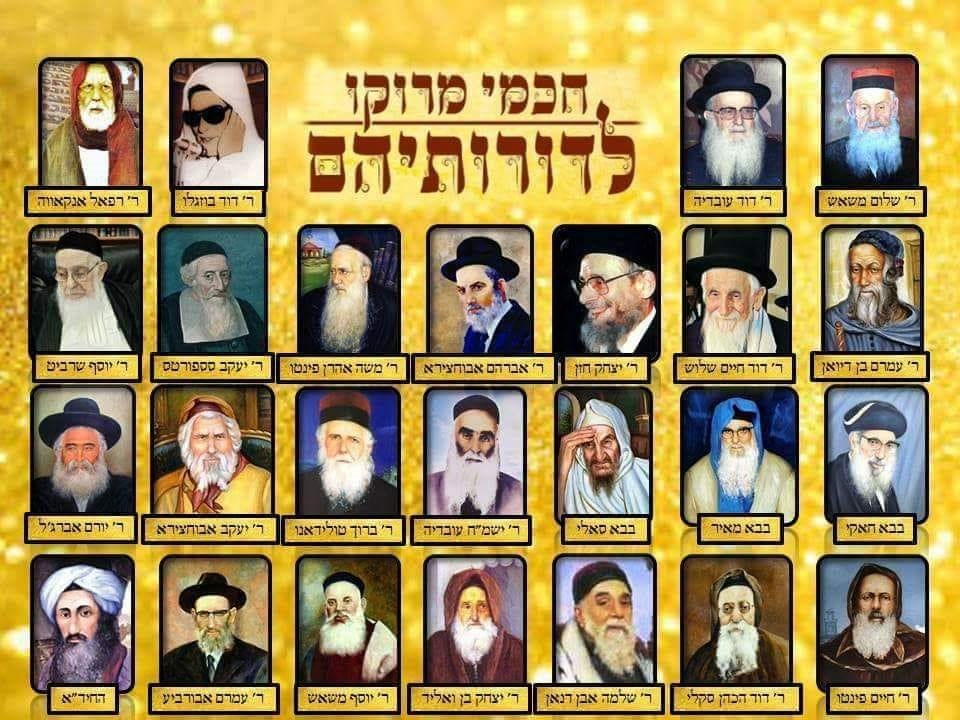 חכמי מרוקו
לדורותיהם
ר' שלום משאש
ר' דוד עובדיה
ר' דוד בוזגלו
ר' רפאל אנקאווה
ר' עמרם בן דיוואן
ר' דוד חיים שלוש
ר' יצחק חזן
ר' אברהם אבוחצירא
ר' משה אהרן פינטו
ר' יעקב ססופרטס
ר' יוסף שרביט
בבא חאקי
בבא מאיר
בבא סאלי
ר' ישמ"ח עובדיה
ר' ברוך טולידאנו
ר' יעקב אבוחצירא
ר' יורם אברג'ל
ר' חיים פינטו
ר' דוד הכהן סקלי
ר' שלמה אבן דנאן
ר' יצחק בן ואליד
ר' יוסף משאש
ר' עמרם אבורביע
החיד"א